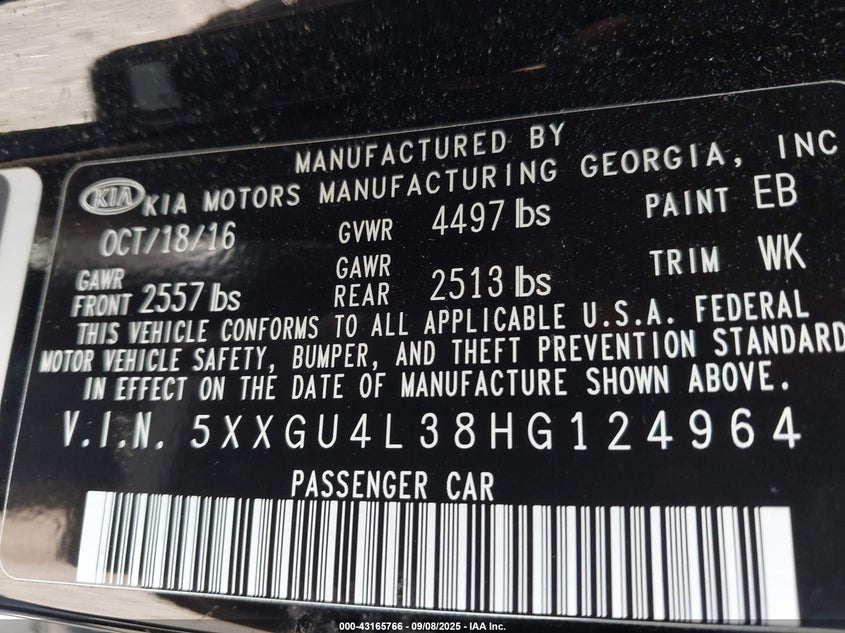 MANUFACTURED BY
KIA KIA MOTORS MANUFACTURING GEORGIA, INC
OCT/18/16 GVWR 4497 lbs PAINT EB
GAWR FRONT 2557 lbs GAWR REAR 2513 lbs TRIM WK
THIS VEHICLE CONFORMS TO ALL APPLICABLE U.S.A. FEDERAL
MOTOR VEHICLE SAFETY, BUMPER, AND THEFT PREVENTION STANDARD
IN EFFECT ON THE DATE OF MANUFACTURE SHOWN ABOVE.
V.I.N. 5XXGU4L38HG124964
PASSENGER CAR
000-43165766 - 09/08/2025 - IAA Inc.